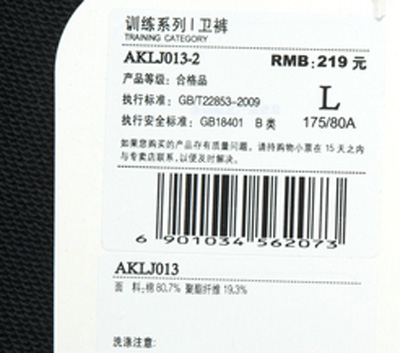 训练系列 | 卫裤
TRAINING CATEGORY
AKLJ013-2 RMB: 219 元
产品等级: 合格品
执行标准: GB/T22853-2009 L
执行安全标准: GB18401 B 类 175/80A
如果您购买的产品存有质量问题, 请持购物小票在 15 天之内
与专卖店联系, 以便及时解决。
6 901034 562073
AKLJ013
面 料: 棉 80.7% 聚酯纤维 19.3%
洗涤注意: